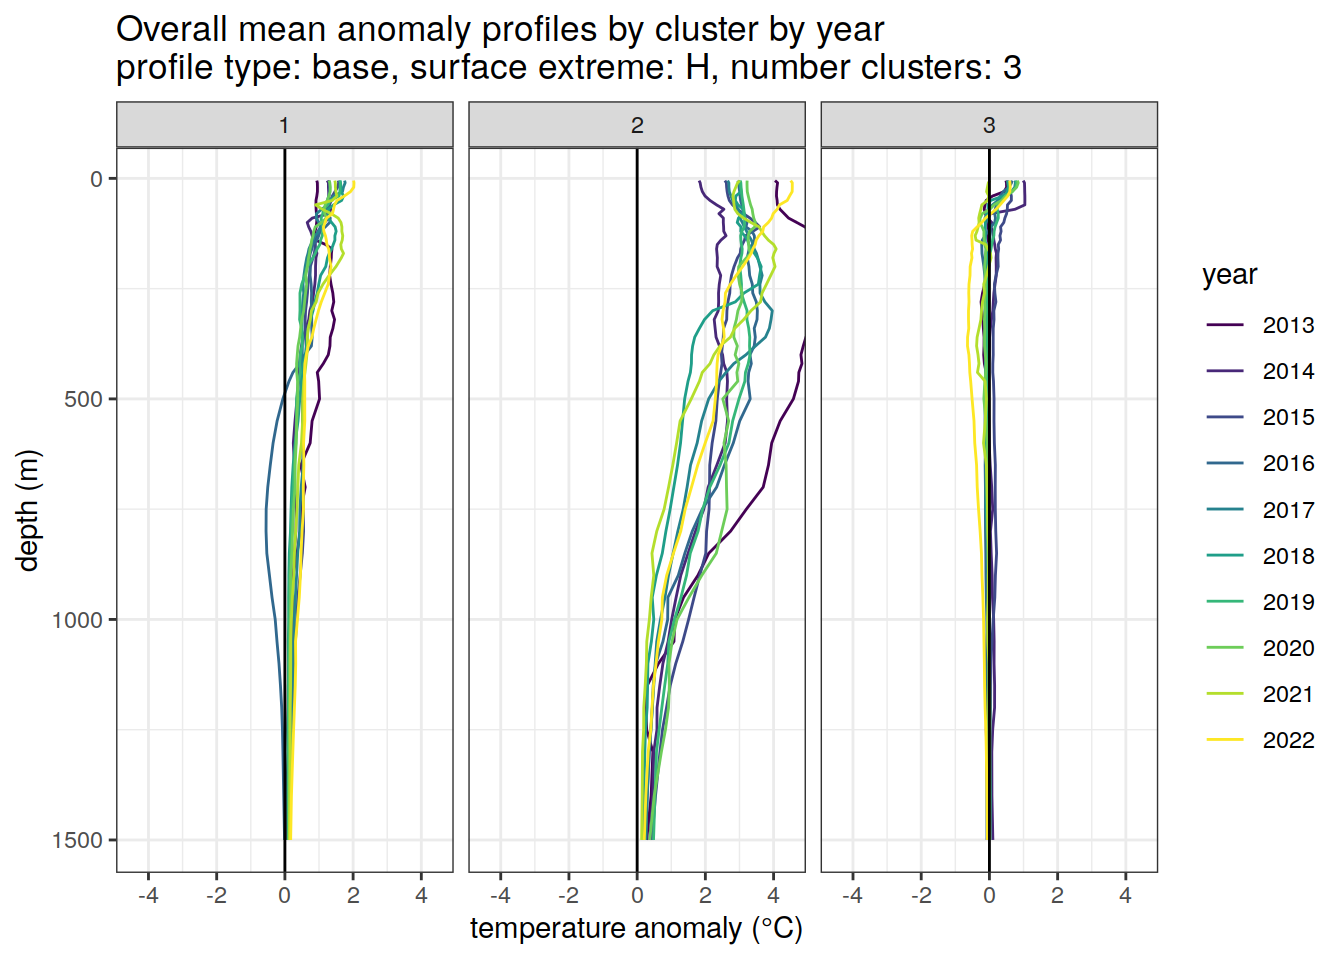 Overall mean anomaly profiles by cluster by year
profile type: base, surface extreme: H, number clusters: 3
1
2
3
0
500
1000
1500
depth (m)
-4 -2 0 2 4
-4 -2 0 2 4
-4 -2 0 2 4
temperature anomaly (°C)
year
2013
2014
2015
2016
2017
2018
2019
2020
2021
2022